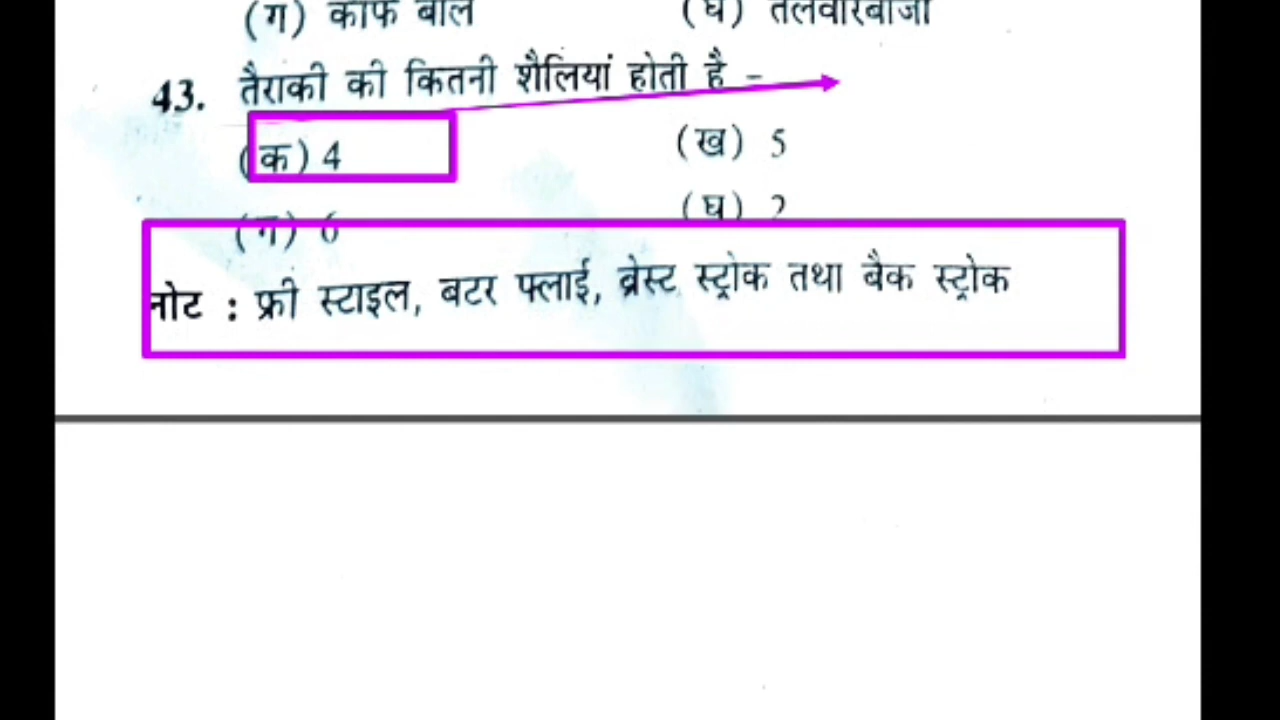 (ग) काफ बाल (घ) तलवारबाजी
43. तैराकी की कितनी शैलियां होती है -
(क) 4 (ख) 5
(ग) 6 (घ) 2
नोट : फ्री स्टाइल, बटर फ्लाई, ब्रेस्ट स्ट्रोक तथा बैक स्ट्रोक